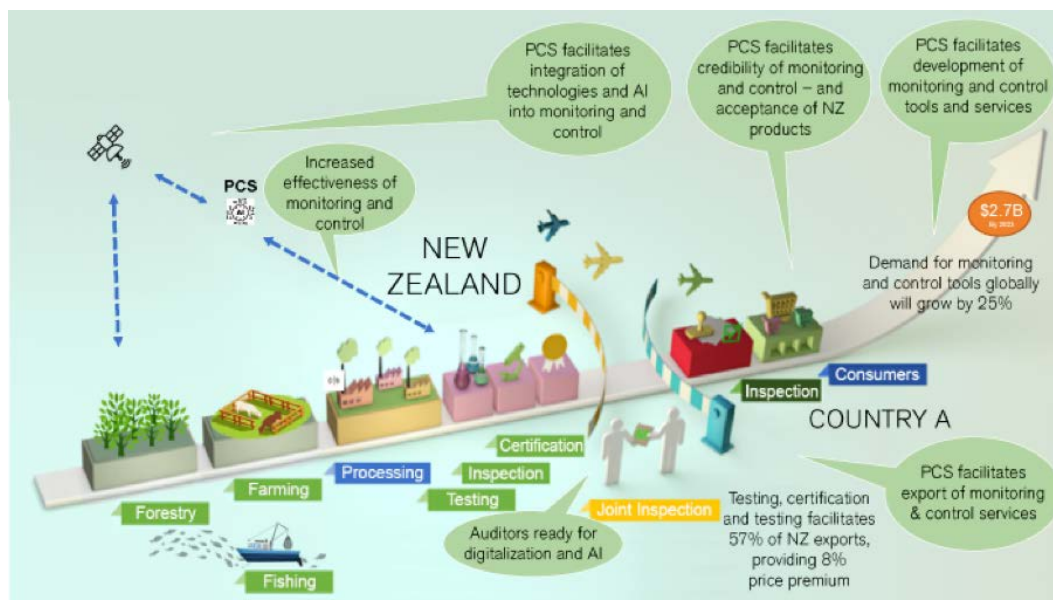 PCS facilitates
integration of
technologies and AI
into monitoring and
control
PCS facilitates
credibility of monitoring
and control – and
acceptance of NZ
products
PCS facilitates
development of
monitoring and control
tools and services
Increased
effectiveness of
monitoring and
control
PCS
AI
NEW
ZEALAND
$2.7B
Demand for monitoring
and control tools globally
will grow by 25%
Consumers
Inspection
COUNTRY A
Certification
Inspection
Testing
Processing
Farming
Forestry
Fishing
Joint Inspection
Auditors ready for
digitalization and AI
Testing, certification
and testing facilitates
57% of NZ exports,
providing 8%
price premium
PCS facilitates
export of monitoring
& control services